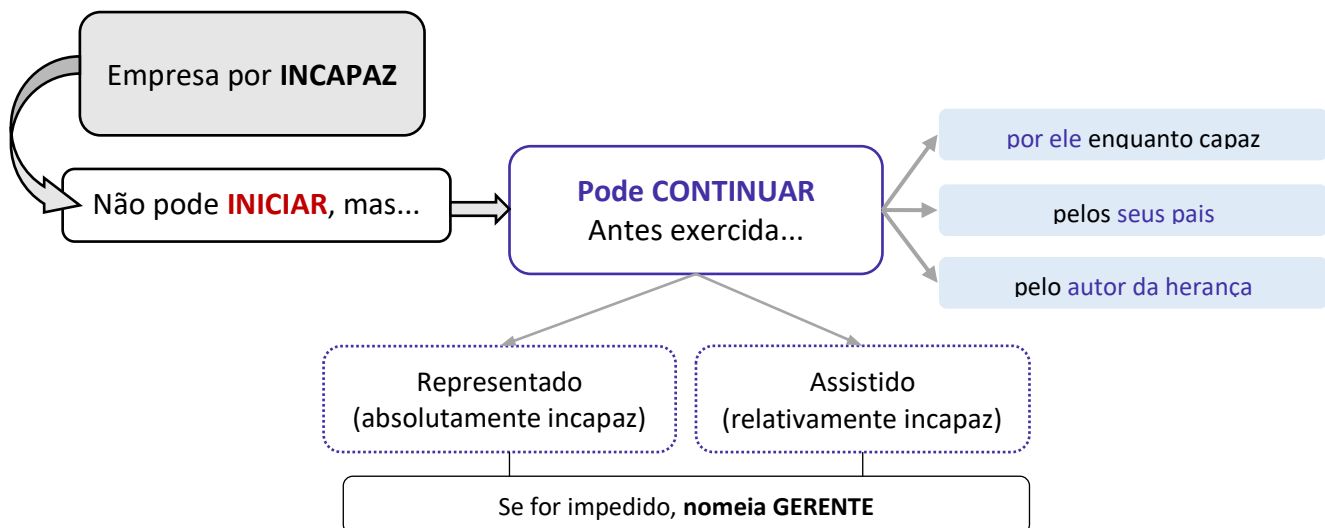 Empresa por INCAPAZ
Não pode INICIAR, mas...
Pode CONTINUAR
Antes exercida...
por ele enquanto capaz
pelos seus pais
pelo autor da herança
Representado
(absolutamente incapaz)
Assistido
(relativamente incapaz)
Se for impedido, nomeia GERENTE